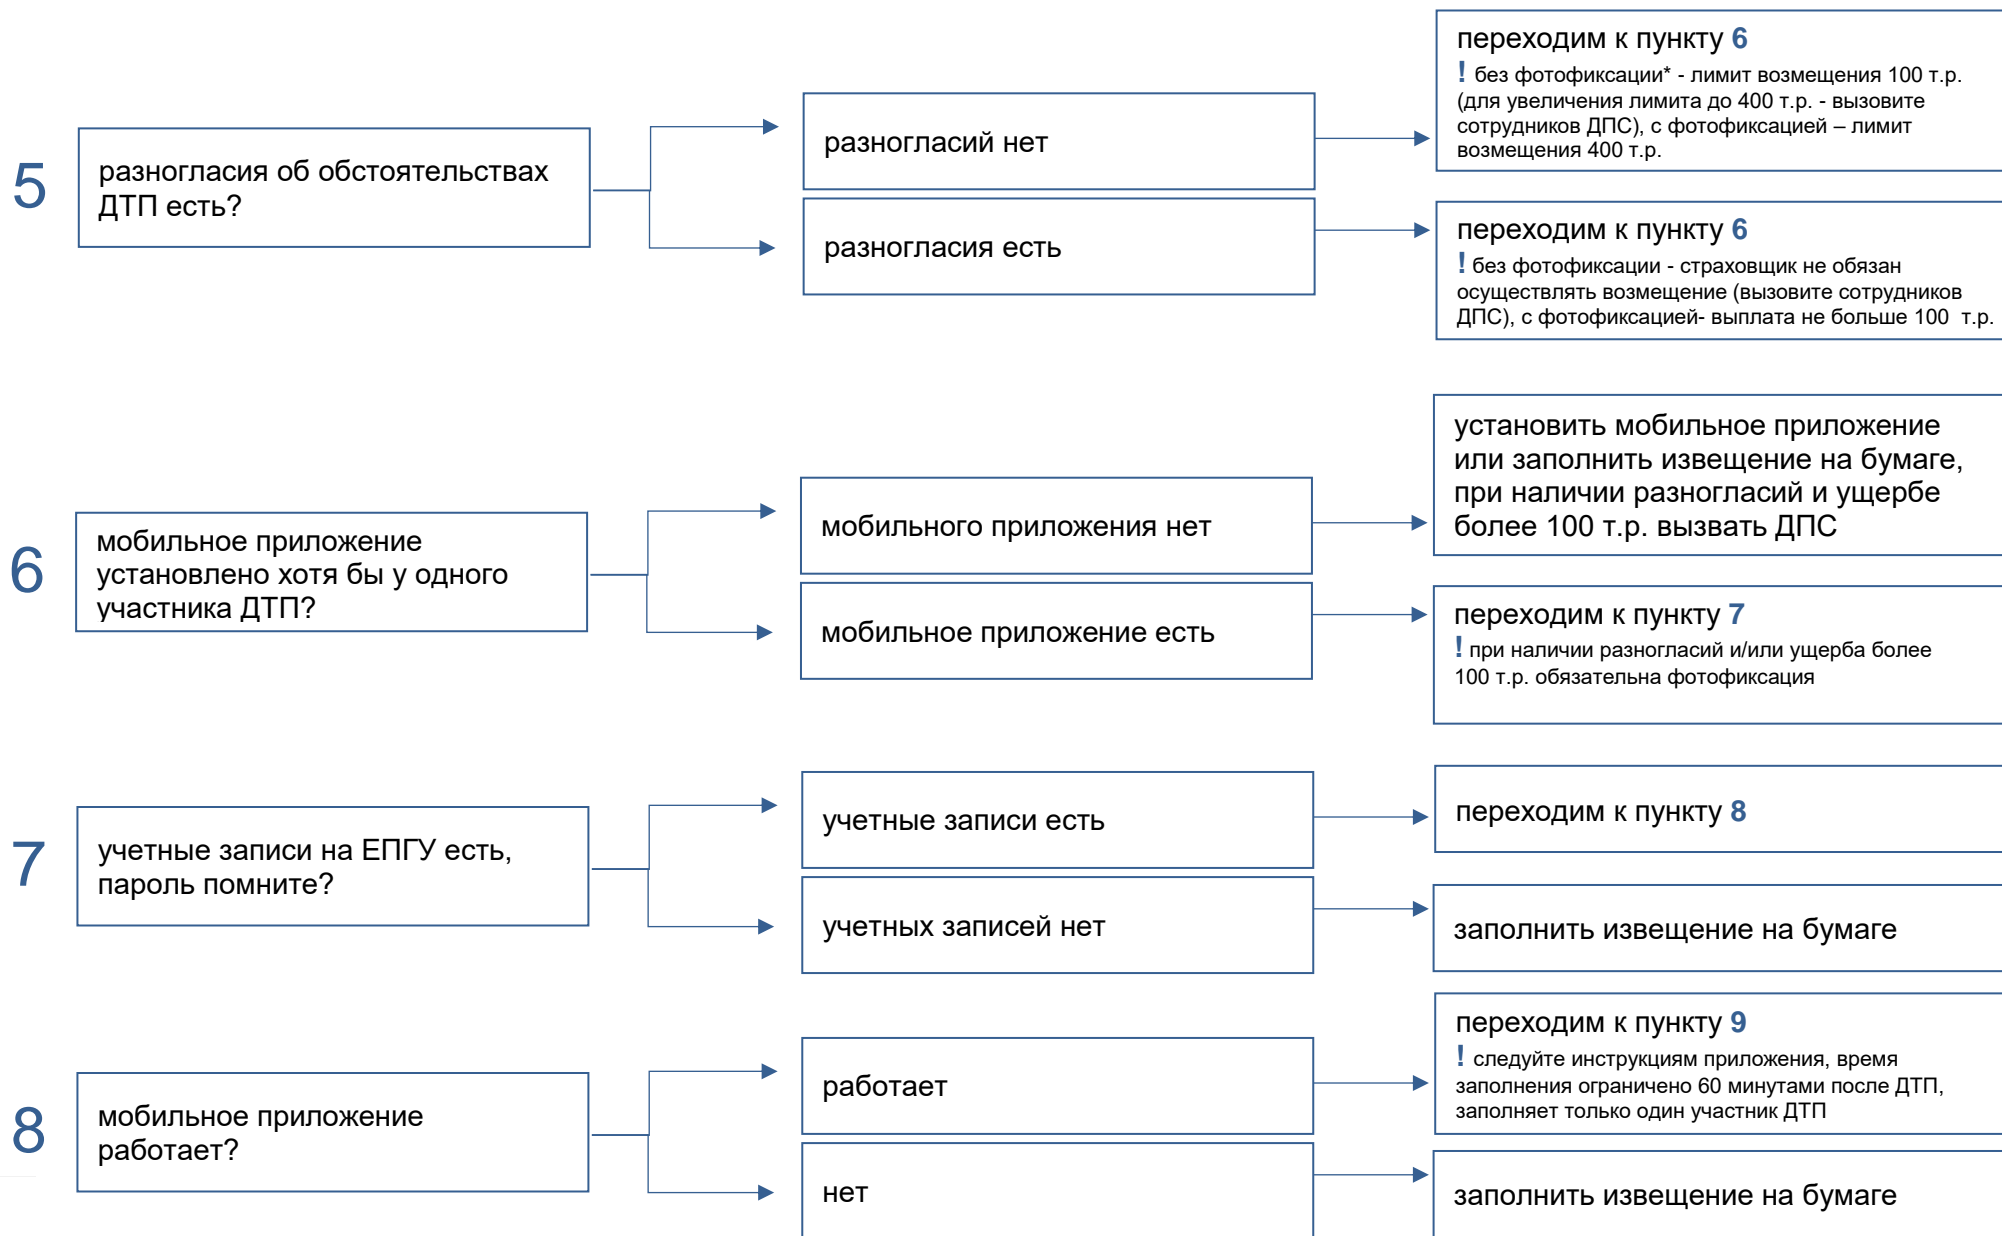 5
разногласия об обстоятельствах
ДТП есть?
разногласий нет
переходим к пункту 6
! без фотофиксации* - лимит возмещения 100 т.р.
(для увеличения лимита до 400 т.р. - вызовите
сотрудников ДПС), с фотофиксацией – лимит
возмещения 400 т.р.
разногласия есть
переходим к пункту 6
! без фотофиксации - страховщик не обязан
осуществлять возмещение (вызовите сотрудников
ДПС), с фотофиксацией- выплата не больше 100 т.р.
6
мобильное приложение
установлено хотя бы у одного
участника ДТП?
мобильного приложения нет
установить мобильное приложение
или заполнить извещение на бумаге,
при наличии разногласий и ущербе
более 100 т.р. вызвать ДПС
мобильное приложение есть
переходим к пункту 7
! при наличии разногласий и/или ущерба более
100 т.р. обязательна фотофиксация
7
учетные записи на ЕПГУ есть,
пароль помните?
учетные записи есть
переходим к пункту 8
учетных записей нет
заполнить извещение на бумаге
8
мобильное приложение
работает?
работает
переходим к пункту 9
! следуйте инструкциям приложения, время
заполнения ограничено 60 минутами после ДТП,
заполняет только один участник ДТП
нет
заполнить извещение на бумаге